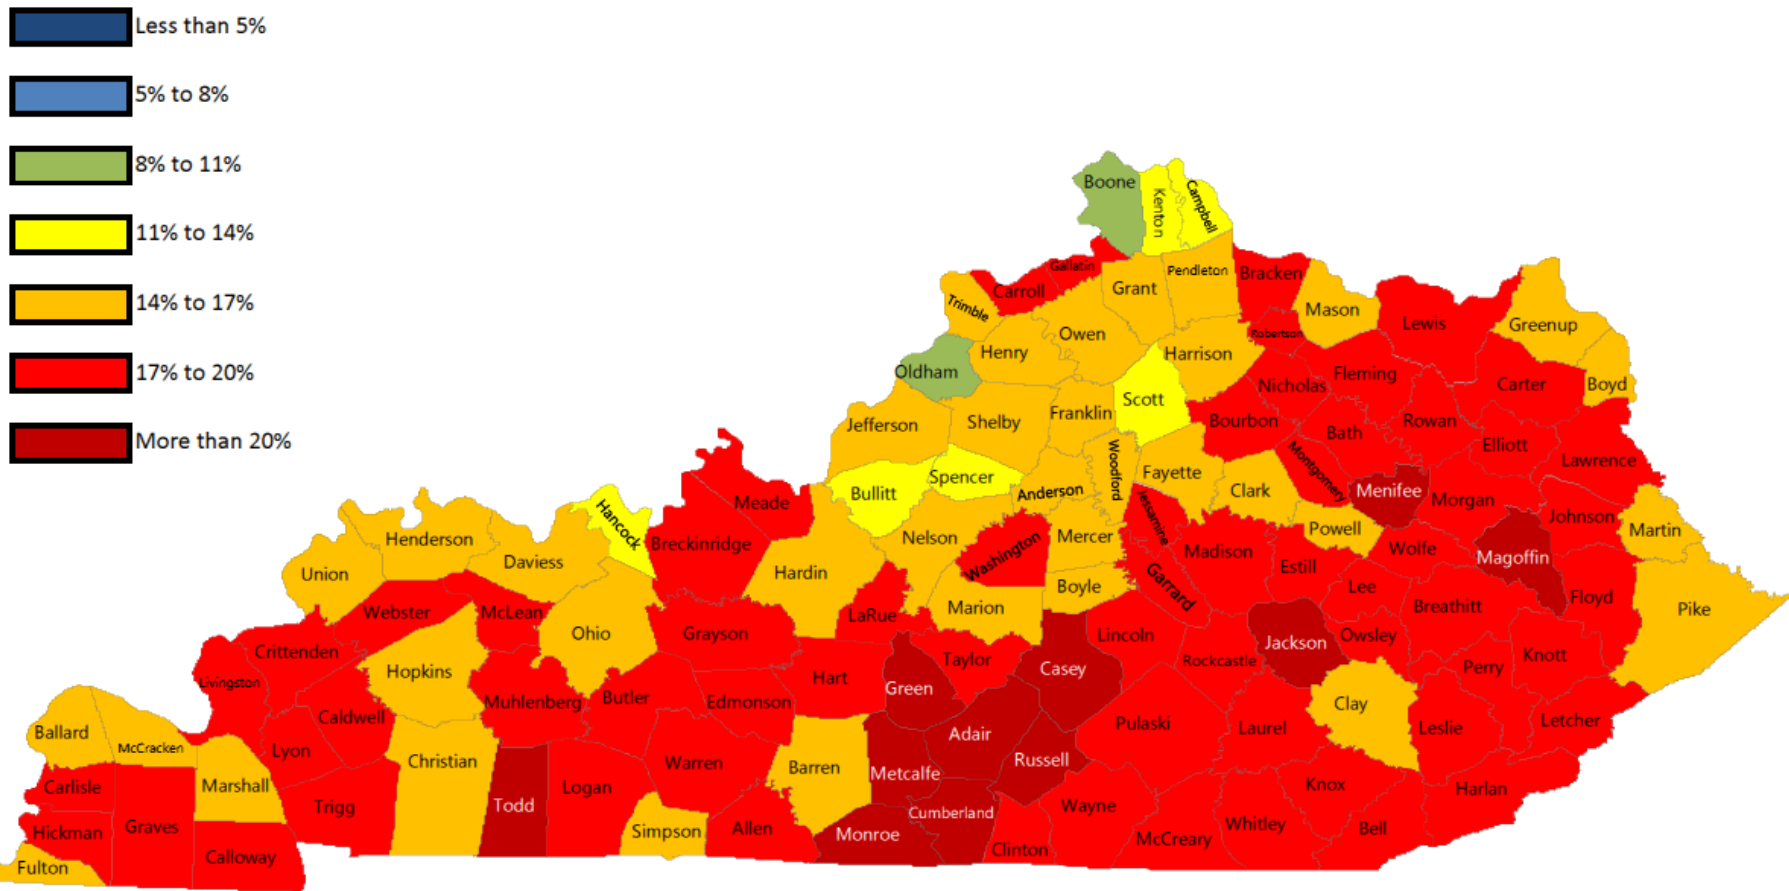 Less than 5%
5% to 8%
8% to 11%
11% to 14%
14% to 17%
17% to 20%
More than 20%
Boone
Kenton
Campbell
Gallatin
Carroll
Grant
Pendleton
Bracken
Trimble
Owen
Robertson
Mason
Lewis
Greenup
Oldham
Henry
Harrison
Nicholas
Fleming
Carter
Boyd
Jefferson
Shelby
Franklin
Scott
Bourbon
Bath
Rowan
Elliott
Lawrence
Bullitt
Spencer
Anderson
Woodford
Fayette
Clark
Montgomery
Menifee
Morgan
Johnson
Martin
Meade
Hancock
Breckinridge
Henderson
Daviess
Union
Hardin
Nelson
Washington
Mercer
Jessamine
Madison
Powell
Estill
Wolfe
Magoffin
Floyd
Pike
Webster
McLean
Ohio
Grayson
LaRue
Marion
Boyle
Garrard
Lincoln
Rockcastle
Jackson
Lee
Owsley
Breathitt
Perry
Knott
Crittenden
Livingston
Hopkins
Caldwell
Muhlenberg
Butler
Edmonson
Hart
Green
Taylor
Casey
Pulaski
Laurel
Clay
Leslie
Letcher
Ballard
McCracken
Lyon
Marshall
Christian
Todd
Logan
Warren
Barren
Metcalfe
Adair
Russell
Carlisle
Graves
Trigg
Simpson
Allen
Monroe
Cumberland
Wayne
Clinton
McCreary
Whitley
Knox
Bell
Harlan
Hickman
Calloway
Fulton